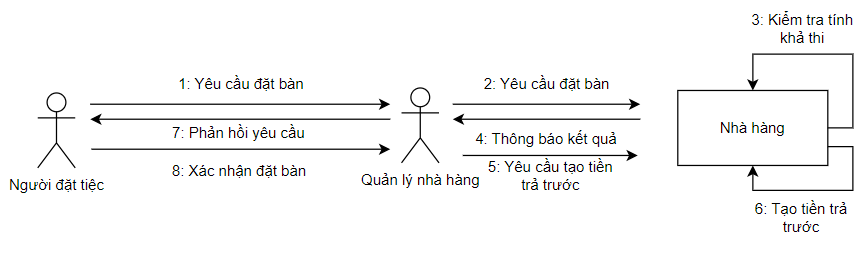 3: Kiểm tra tính
khả thi
1: Yêu cầu đặt bàn
2: Yêu cầu đặt bàn
7: Phản hồi yêu cầu
4: Thông báo kết quả
Nhà hàng
8: Xác nhận đặt bàn
5: Yêu cầu tạo tiền
trả trước
Người đặt tiệc
Quản lý nhà hàng
6: Tạo tiền trả
trước